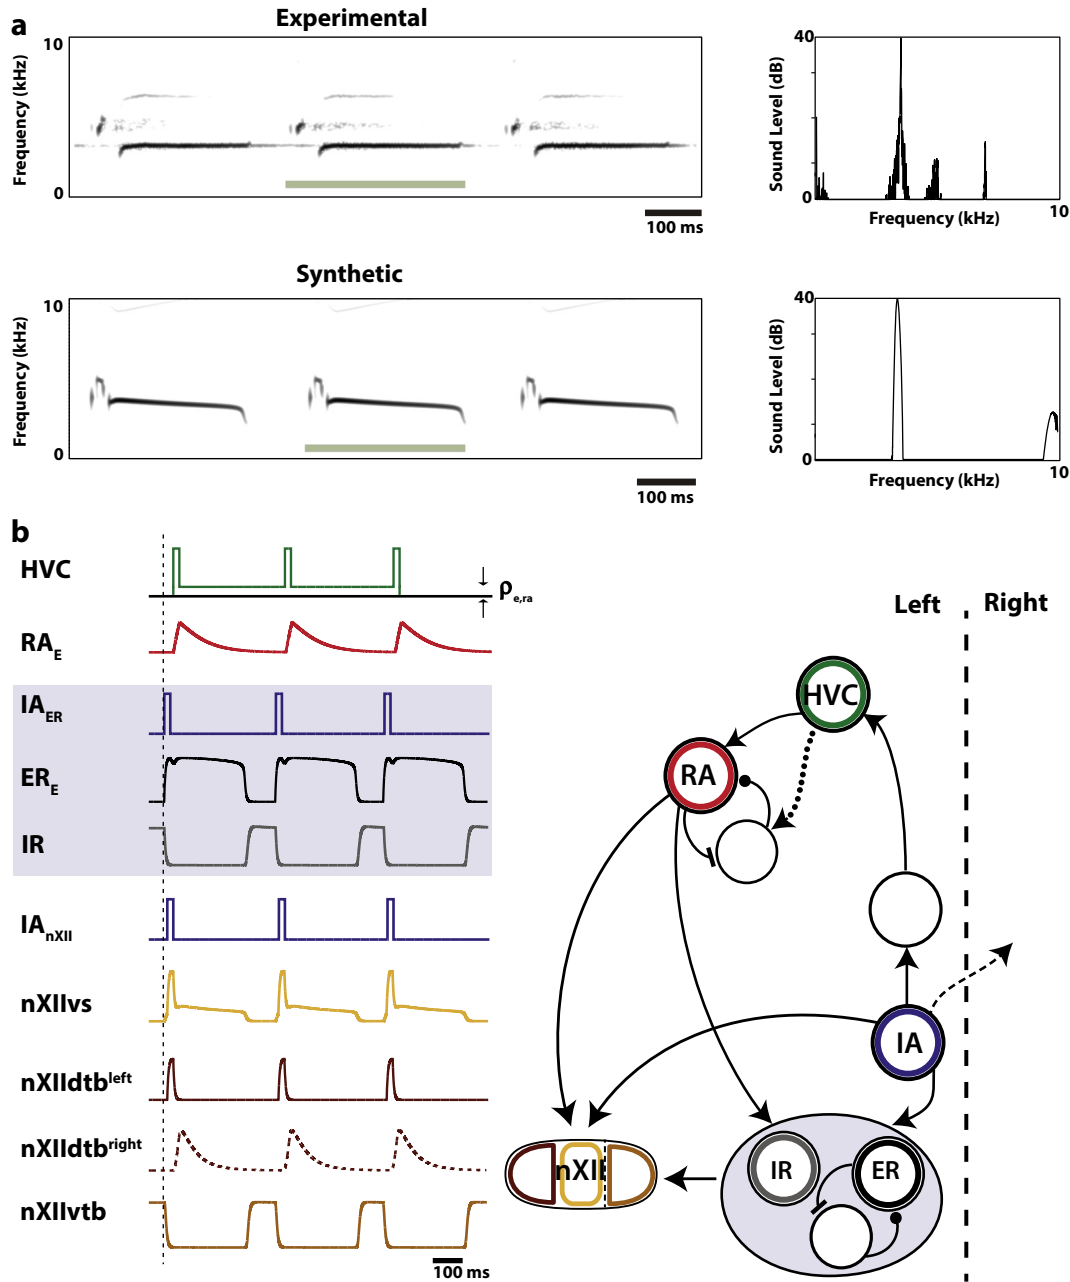 a
Experimental
10
Frequency (kHz)
0
100 ms
40
Sound Level (dB)
0
Frequency (kHz)
10
Synthetic
10
Frequency (kHz)
0
100 ms
40
Sound Level (dB)
0
Frequency (kHz)
10
b
HVC
ρe,ra
RAE
IAER
ERE
IR
IAnXII
nXIIvs
nXIIdtbleft
nXIIdtbright
nXIIvtb
100 ms
Left
Right
HVC
RA
IA
nXII
IR
ER